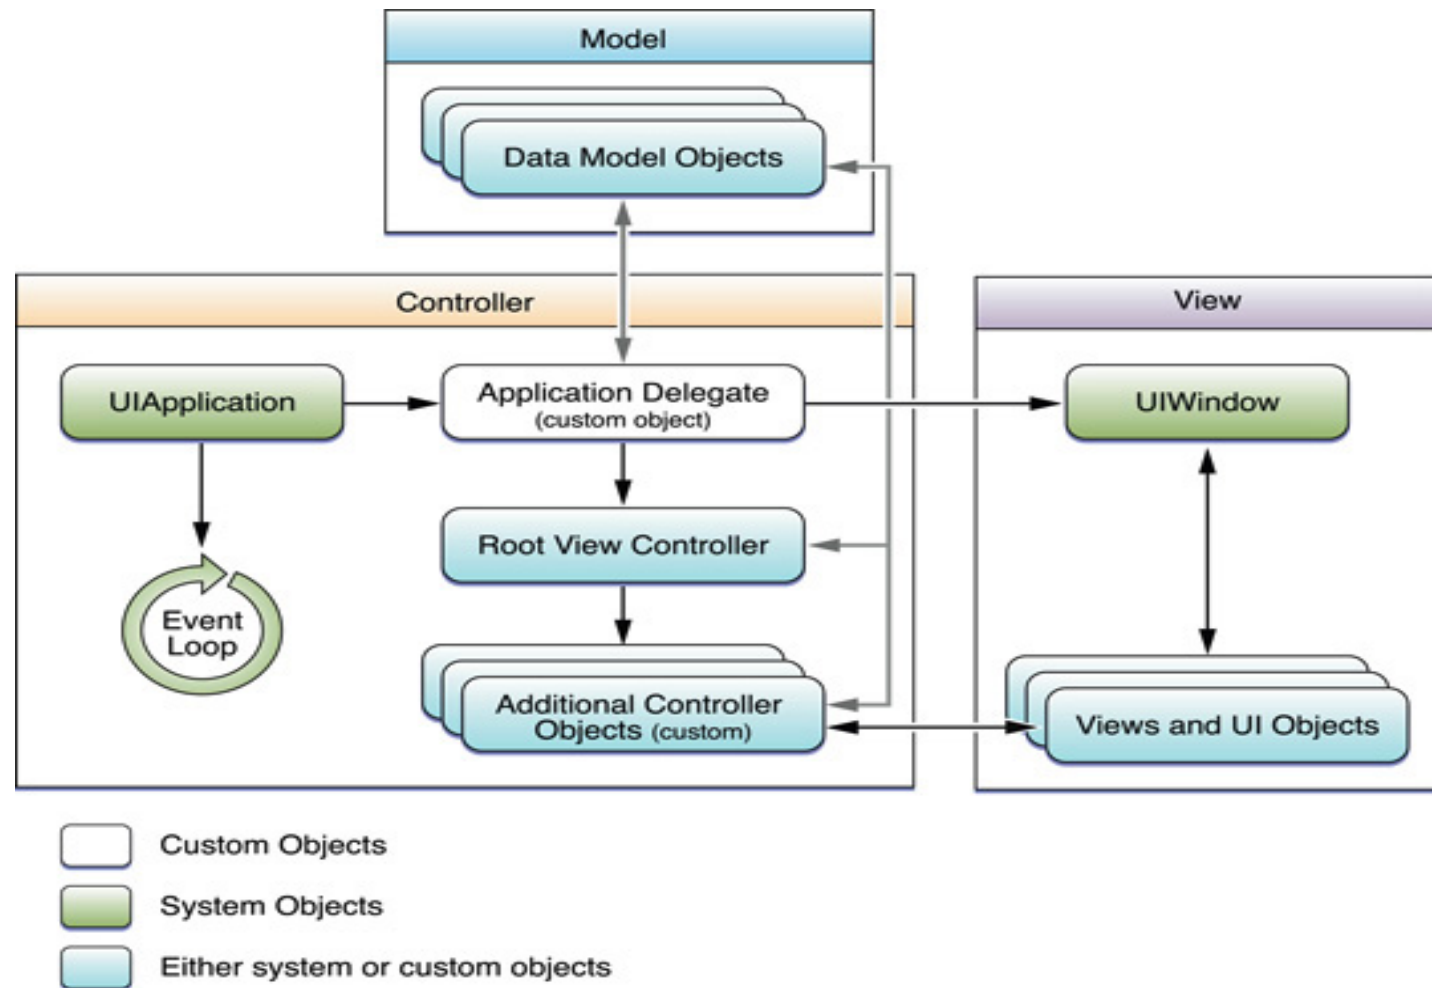 Model
Data Model Objects
Controller
View
UIApplication
Application Delegate
(custom object)
UIWindow
Root View Controller
Event
Loop
Additional Controller
Objects (custom)
Views and UI Objects
Custom Objects
System Objects
Either system or custom objects